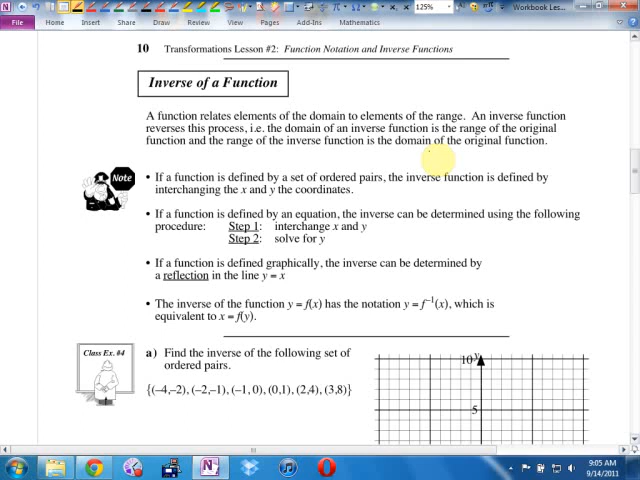 125%
Workbook Les...
File
Home
Insert
Share
Draw
Review
View
Add-Ins
Mathematics
10 Transformations Lesson #2: Function Notation and Inverse Functions
Inverse of a Function
A function relates elements of the domain to elements of the range. An inverse function
reverses this process, i.e. the domain of an inverse function is the range of the original
function and the range of the inverse function is the domain of the original function.
Note
• If a function is defined by a set of ordered pairs, the inverse function is defined by
interchanging the x and y the coordinates.
• If a function is defined by an equation, the inverse can be determined using the following
procedure: Step 1: interchange x and y
Step 2: solve for y
• If a function is defined graphically, the inverse can be determined by
a reflection in the line y = x
• The inverse of the function y = f(x) has the notation y = f⁻¹(x), which is
equivalent to x = f(y).
Class Ex. #4
a) Find the inverse of the following set of
ordered pairs.
{(−4,−2), (−2,−1), (−1, 0), (0,1), (2,4), (3,8)}
10 y
5
9:05 AM
9/14/2011